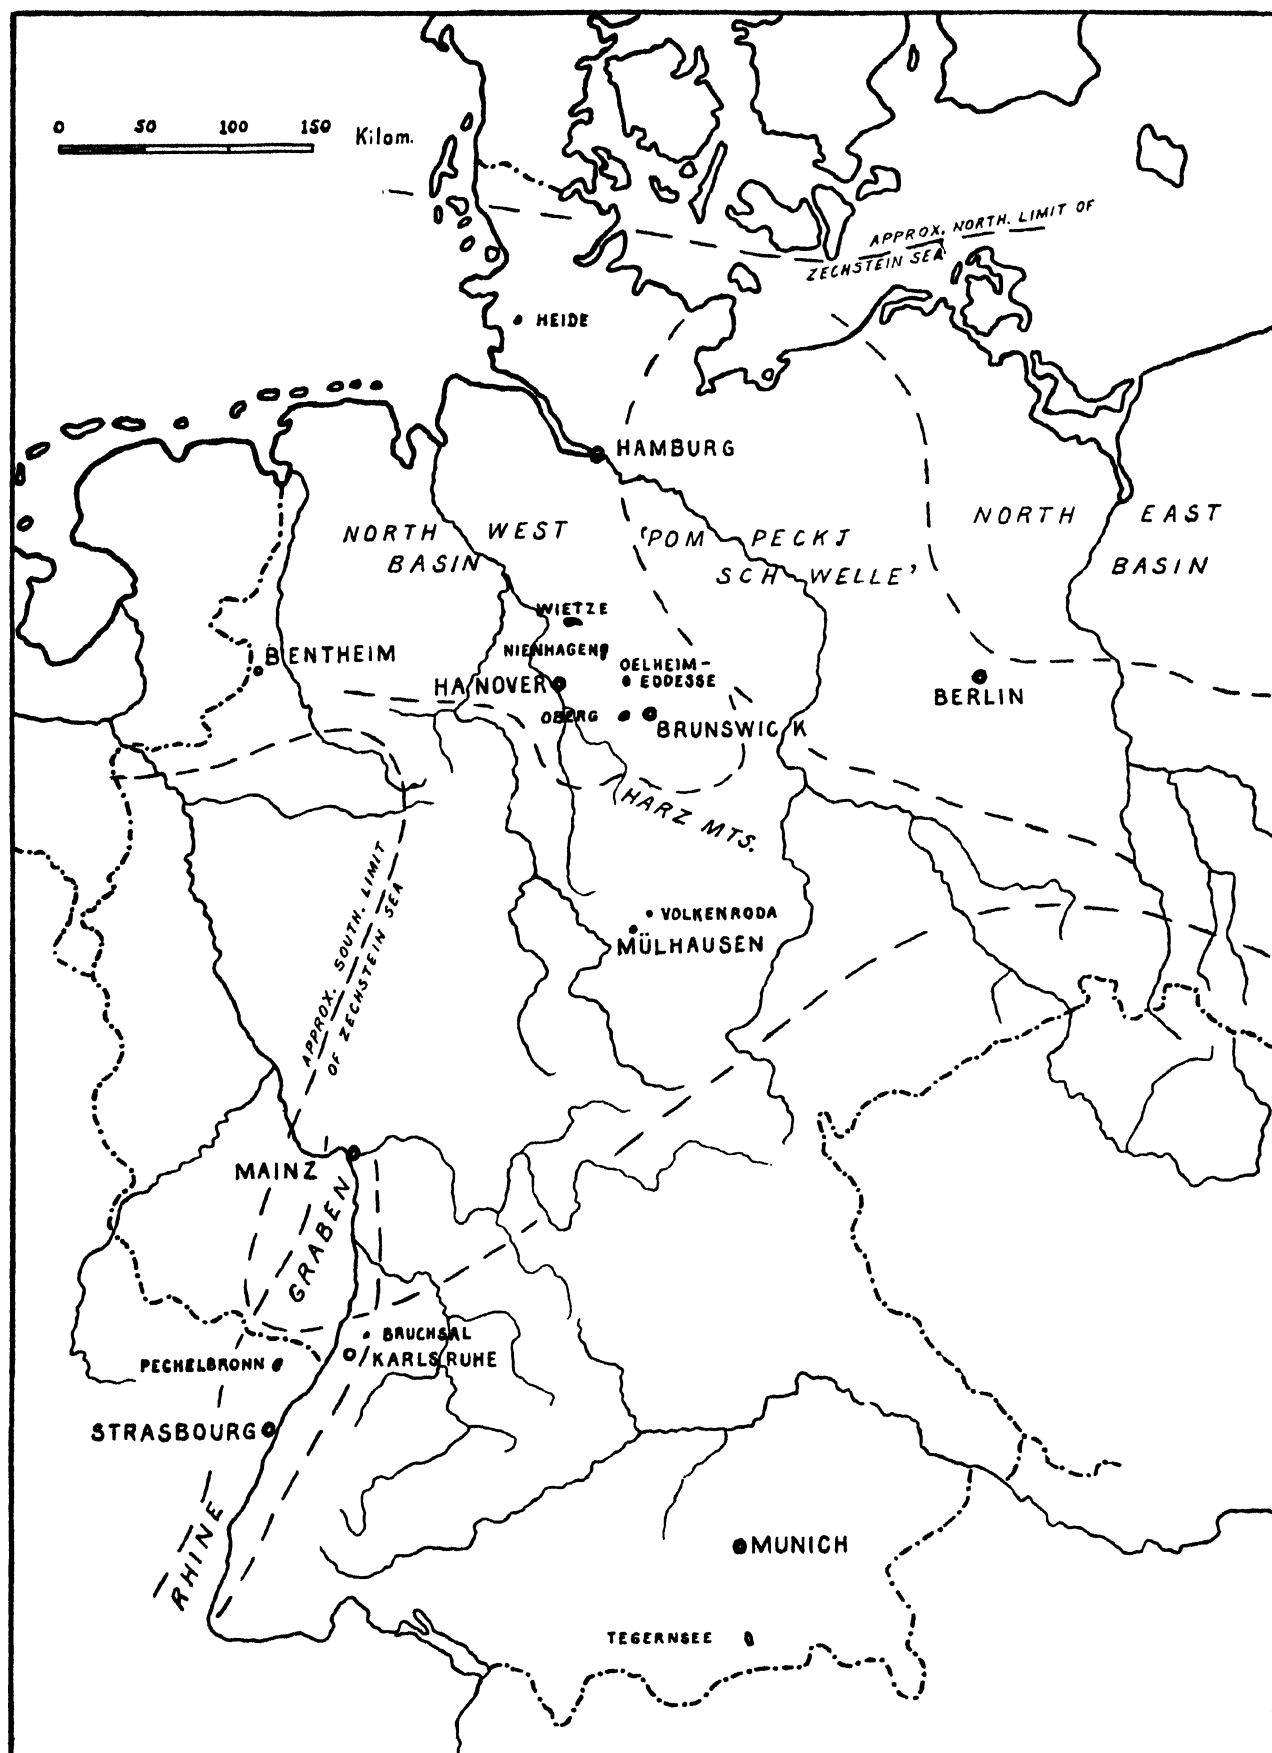 0 50 100 150 Kilom.
APPROX. NORTH. LIMIT OF
ZECHSTEIN SEA
HEIDE
HAMBURG
NORTH WEST
BASIN
'POM PECKJ
SCH WELLE'
NORTH EAST
BASIN
WIETZE
NIENHAGEN
OELHEIM-
EDDESSE
BENTHEIM
HANOVER
OBERG
BRUNSWICK
BERLIN
HARZ MTS.
VOLKENRODA
MÜLHAUSEN
APPROX. SOUTH. LIMIT
OF ZECHSTEIN SEA
MAINZ
GRABEN
BRUCHSAL
KARLSRUHE
PECHELBRONN
STRASBOURG
RHINE
MUNICH
TEGERNSEE